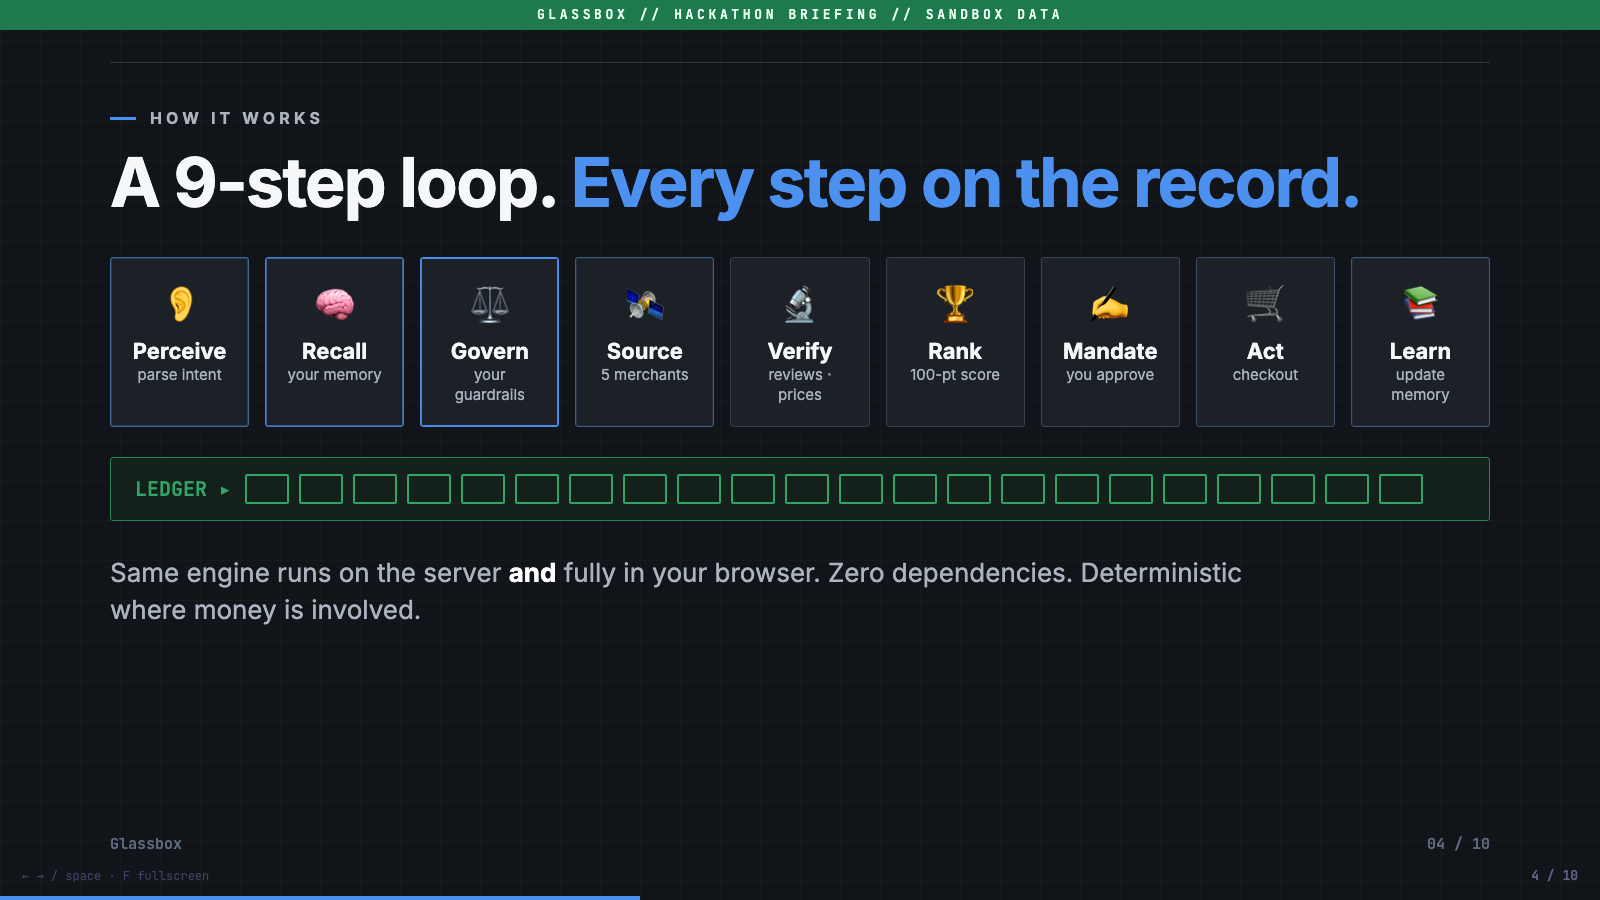 GLASSBOX // HACKATHON BRIEFING // SANDBOX DATA
HOW IT WORKS
A 9-step loop. Every step on the record.
Perceive
parse intent
Recall
your memory
Govern
your
guardrails
Source
5 merchants
Verify
reviews ·
prices
Rank
100-pt score
Mandate
you approve
Act
checkout
Learn
update
memory
LEDGER ▸
Same engine runs on the server and fully in your browser. Zero dependencies. Deterministic
where money is involved.
Glassbox
04 / 10
← → / space · F fullscreen
4 / 10